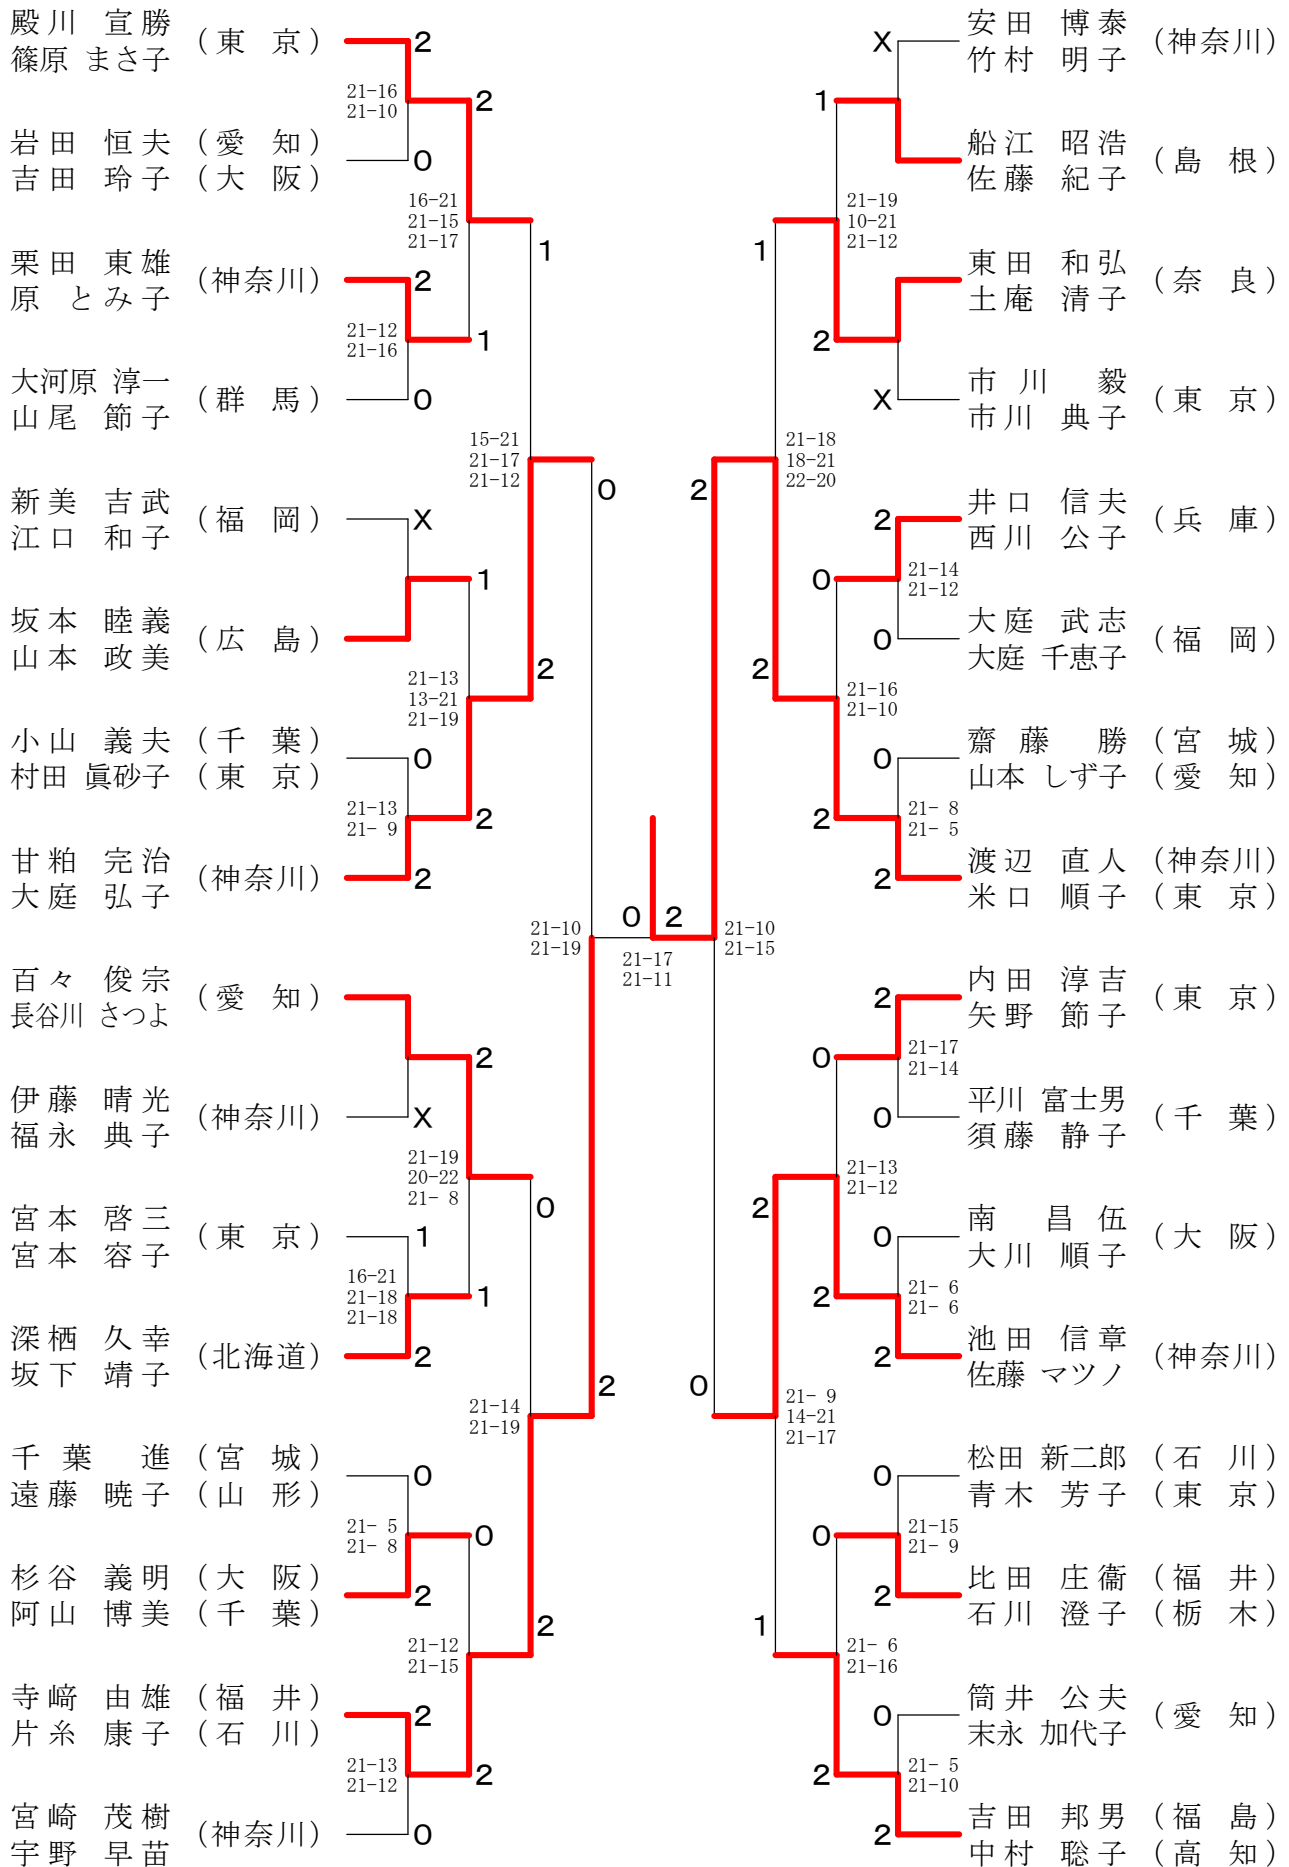 殿川 宣勝 (東 京) 2
篠原 まさ子
21-16
21-10
2
岩田 恒夫 (愛 知)
吉田 玲子 (大 阪)
0
16-21
21-15
21-17
1
栗田 東雄 (神奈川) 2
原 とみ子
21-12
21-16
1
大河原 淳一 (群 馬) 0
山尾 節子
15-21
21-17
21-12
0
新美 吉武 (福 岡) X
江口 和子
1
坂本 睦義 (広 島)
山本 政美
21-13
13-21
21-19
2
小山 義夫 (千 葉)
村田 眞砂子 (東 京)
0
21-13
21- 9
2
甘粕 完治 (神奈川) 2
大庭 弘子
21-10
21-19
百々 俊宗 (愛 知)
長谷川 さつよ
2
伊藤 晴光 (神奈川) X
福永 典子
21-19
20-22
21- 8
0
宮本 啓三 (東 京) 1
宮本 容子
16-21
21-18
21-18
1
深栖 久幸 (北海道) 2
坂下 靖子
21-14
21-19
2
千葉 進 (宮 城)
遠藤 暁子 (山 形)
0
21- 5
21- 8
0
杉谷 義明 (大 阪)
阿山 博美 (千 葉)
2
21-12
21-15
2
寺﨑 由雄 (福 井)
片糸 康子 (石 川)
2
21-13
21-12
2
宮崎 茂樹 (神奈川) 0
宇野 早苗
0 2
21-17
21-11
X 安田 博泰 (神奈川)
竹村 明子
1
船江 昭浩 (島 根)
佐藤 紀子
21-19
10-21
21-12
1
東田 和弘 (奈 良)
土庵 清子
2
X 市川 毅 (東 京)
市川 典子
21-18
18-21
22-20
2
2 井口 信夫 (兵 庫)
西川 公子
21-14
21-12
0
0 大庭 武志 (福 岡)
大庭 千恵子
21-16
21-10
2
0
齋藤 勝 (宮 城)
山本 しず子 (愛 知)
21- 8
21- 5
2
2
渡辺 直人 (神奈川)
米口 順子 (東 京)
21-10
21-15
2 内田 淳吉 (東 京)
矢野 節子
21-17
21-14
0
0 平川 富士男 (千 葉)
須藤 静子
21-13
21-12
2
0 南 昌伍 (大 阪)
大川 順子
21- 6
21- 6
2
2 池田 信章 (神奈川)
佐藤 マツノ
21- 9
14-21
21-17
0
0
松田 新二郎 (石 川)
青木 芳子 (東 京)
21-15
21- 9
0
2
比田 庄衞 (福 井)
石川 澄子 (栃 木)
21- 6
21-16
1
0 筒井 公夫 (愛 知)
末永 加代子
21- 5
21-10
2
2
吉田 邦男 (福 島)
中村 聡子 (高 知)